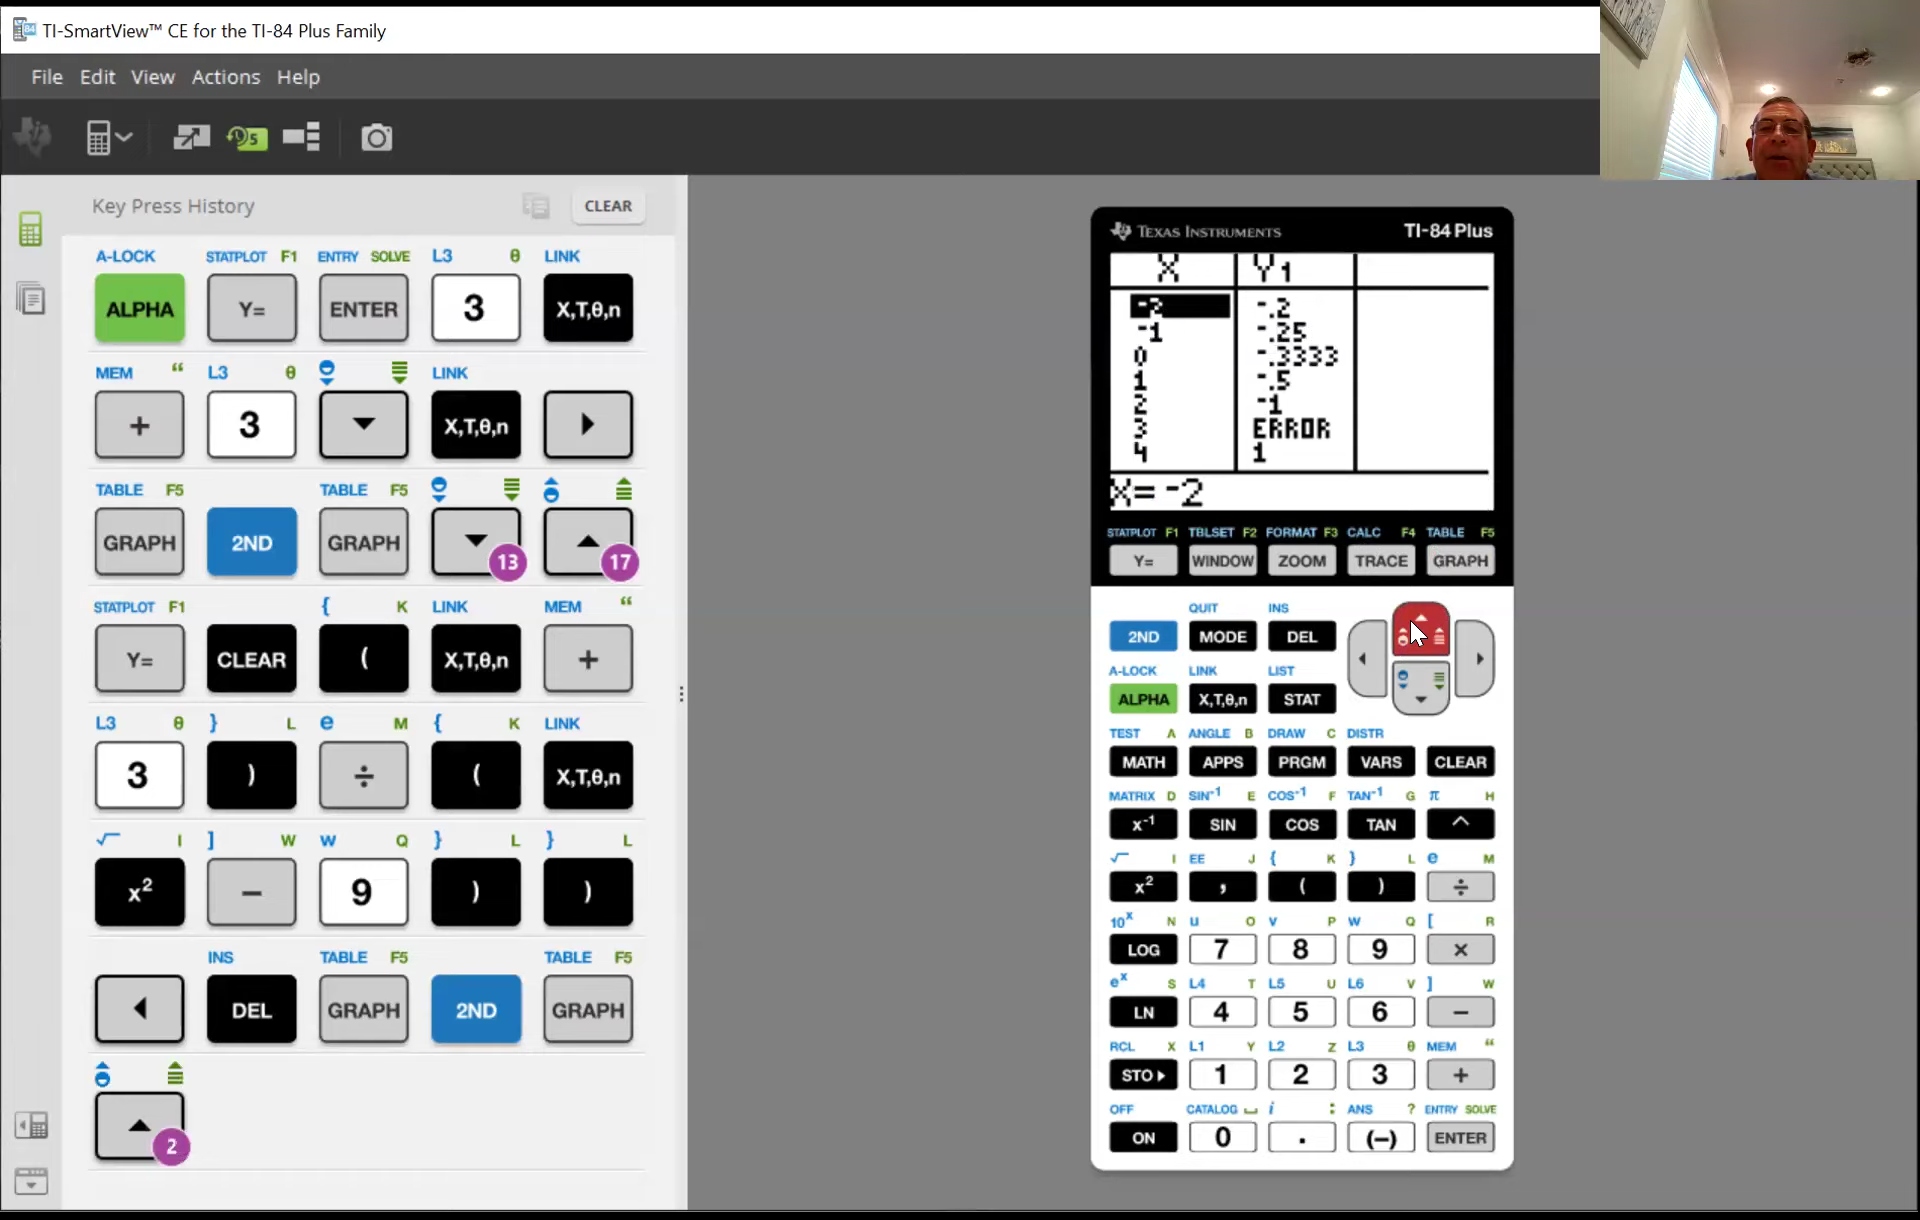 TI-SmartView™ CE for the TI-84 Plus Family
File Edit View Actions Help
5
Key Press History
CLEAR
A-LOCK STATPLOT F1 ENTRY SOLVE L3 θ LINK
ALPHA Y= ENTER 3 X,T,θ,n
MEM “ L3 θ LINK
+ 3 X,T,θ,n
TABLE F5 TABLE F5
GRAPH 2ND GRAPH 13 17
STATPLOT F1 { K LINK MEM “
Y= CLEAR ( X,T,θ,n +
L3 θ } L e M { K LINK
3 ) ÷ ( X,T,θ,n
√ I ] W w Q } L } L
x² − 9 ) )
INS TABLE F5 TABLE F5
DEL GRAPH 2ND GRAPH
2
TEXAS INSTRUMENTS TI-84 Plus
X Y1
-2 -.2
-1 -.25
0 -.3333
1 -.5
2 -1
3 ERROR
4 1
X= -2
STATPLOT F1 TBLSET F2 FORMAT F3 CALC F4 TABLE F5
Y= WINDOW ZOOM TRACE GRAPH
QUIT INS
2ND MODE DEL
A-LOCK LINK LIST
ALPHA X,T,θ,n STAT
TEST A ANGLE B DRAW C DISTR
MATH APPS PRGM VARS CLEAR
MATRIX D SIN⁻¹ E COS⁻¹ F TAN⁻¹ G π H
x⁻¹ SIN COS TAN ^
√ I EE J { K } L e M
x² , ( ) ÷
10ˣ N u O v P w Q [ R
LOG 7 8 9 ×
eˣ S L4 T L5 U L6 V ] W
LN 4 5 6 −
RCL X L1 Y L2 Z L3 θ MEM “
STO▸ 1 2 3 +
OFF CATALOG ⎵ i : ANS ? ENTRY SOLVE
ON 0 . (−) ENTER